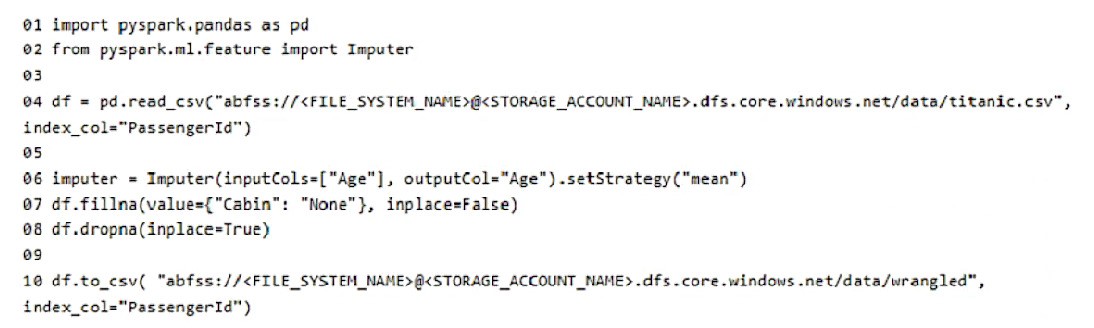 01 import pyspark.pandas as pd
02 from pyspark.ml.feature import Imputer
03
04 df = pd.read_csv("abfss://<FILE_SYSTEM_NAME>@<STORAGE_ACCOUNT_NAME>.dfs.core.windows.net/data/titanic.csv",
index_col="PassengerId")
05
06 imputer = Imputer(inputCols=["Age"], outputCol="Age").setStrategy("mean")
07 df.fillna(value={"Cabin": "None"}, inplace=False)
08 df.dropna(inplace=True)
09
10 df.to_csv( "abfss://<FILE_SYSTEM_NAME>@<STORAGE_ACCOUNT_NAME>.dfs.core.windows.net/data/wrangled",
index_col="PassengerId")